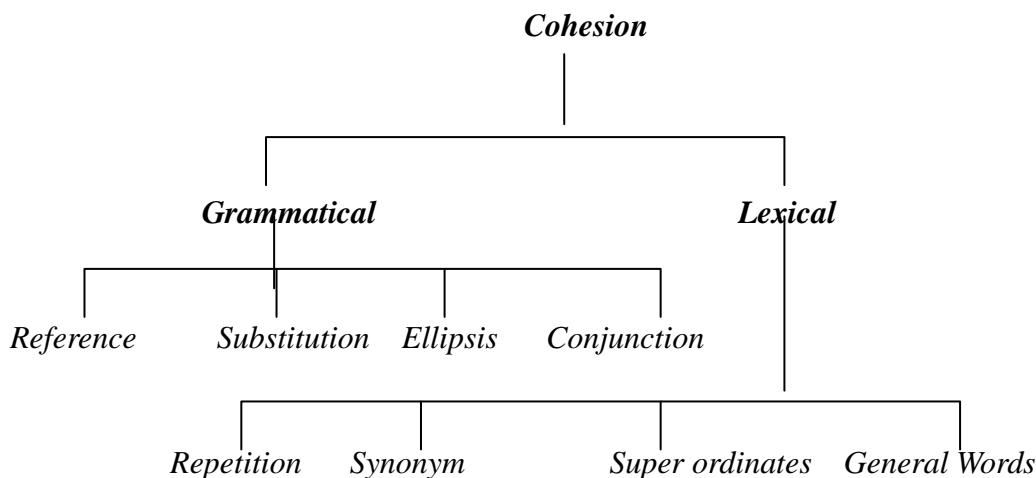 Cohesion
Grammatical Lexical
Reference Substitution Ellipsis Conjunction
Repetition Synonym Super ordinates General Words